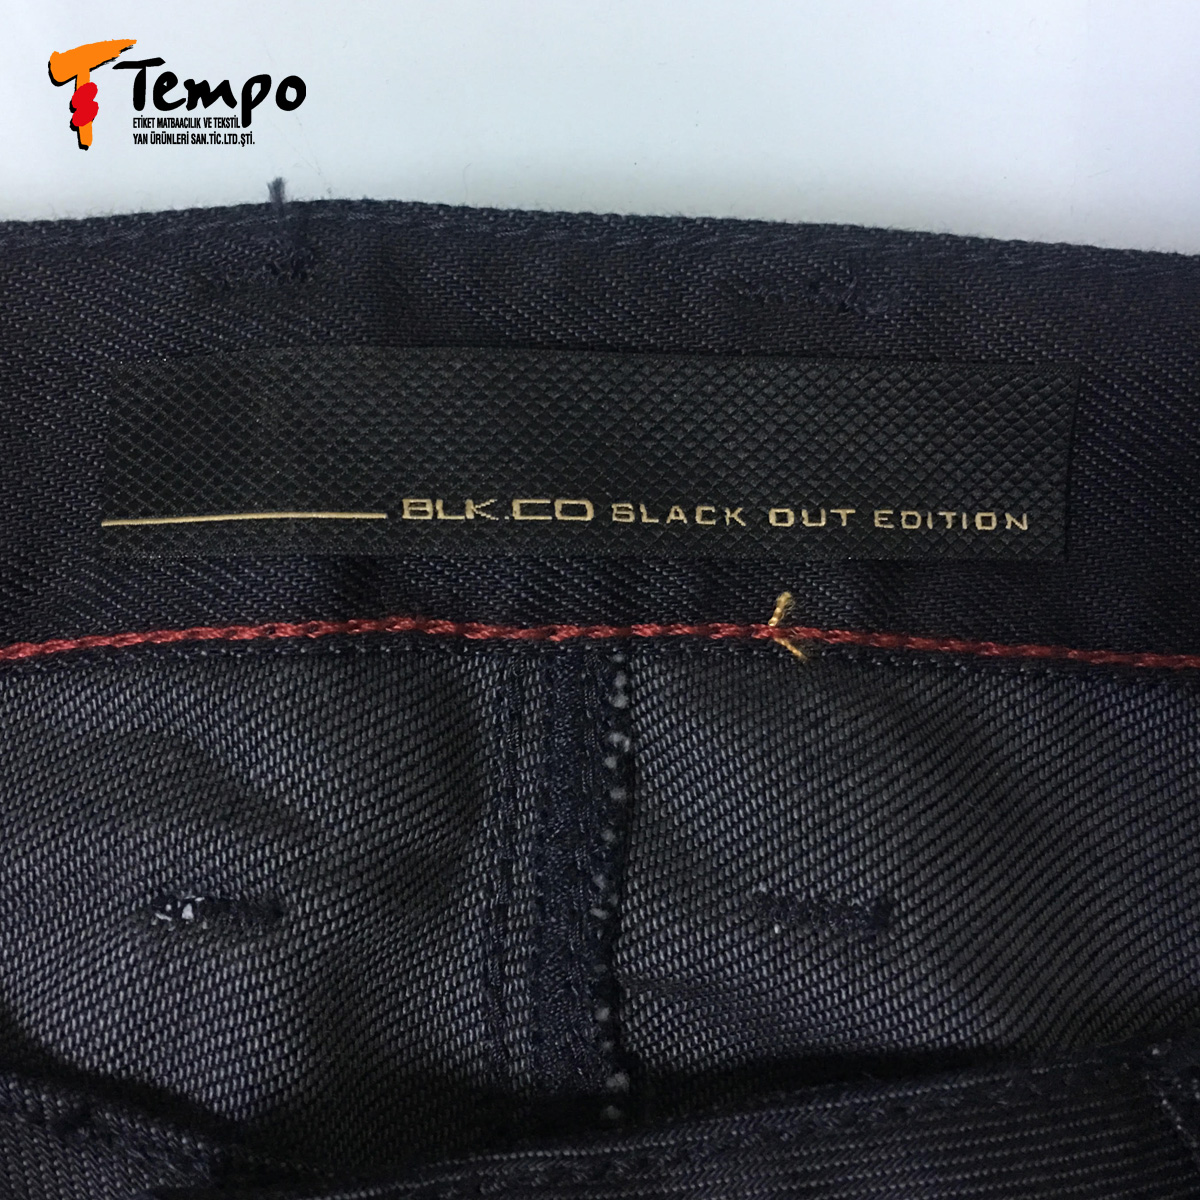 Tempo
ETİKET MATBAACILIK VE TEKSTİL
YAN ÜRÜNLERİ SAN.TİC.LTD.ŞTİ.
BLK.CO BLACK OUT EDITION